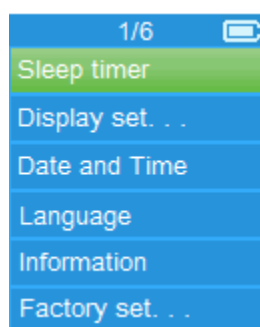 1/6
Sleep timer
Display set. . .
Date and Time
Language
Information
Factory set. . .